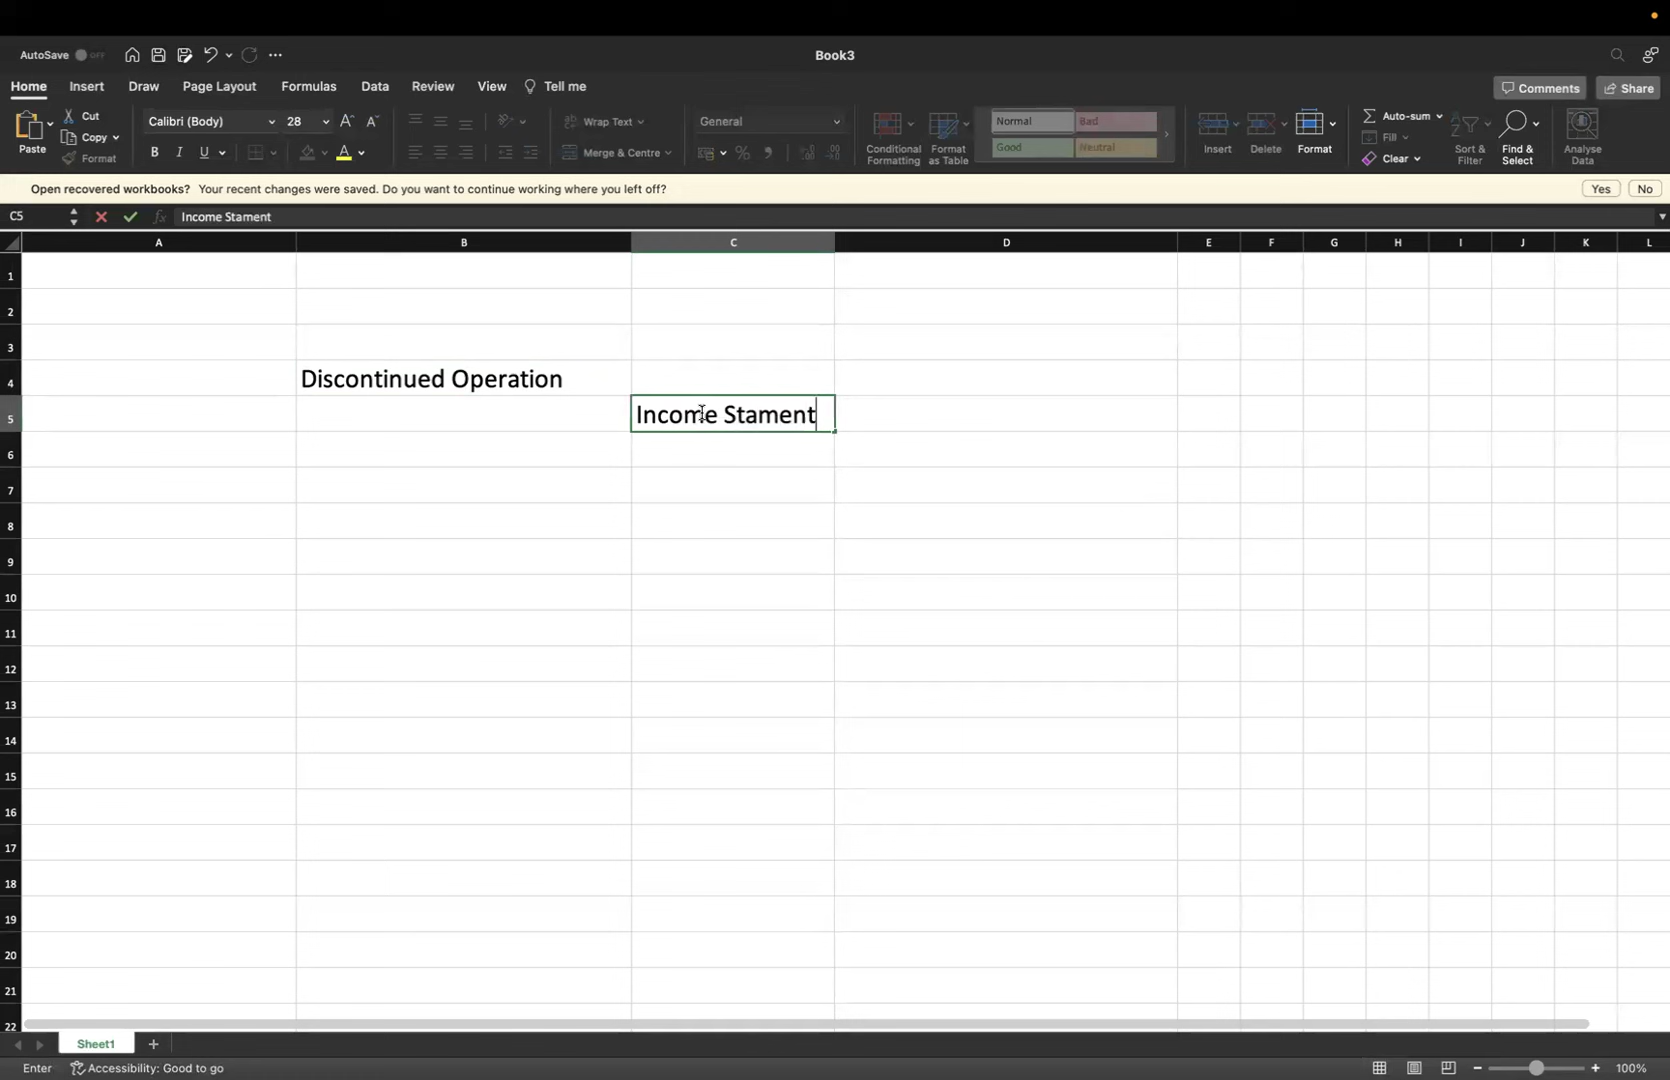 AutoSave OFF
Book3
Home Insert Draw Page Layout Formulas Data Review View Tell me
Comments Share
Paste
Cut
Copy
Format
Calibri (Body) 28
B I U
Wrap Text
Merge & Centre
General
Conditional Formatting
Format as Table
Normal Bad
Good Neutral
Insert Delete Format
Auto-sum
Fill
Clear
Sort & Filter
Find & Select
Analyse Data
Open recovered workbooks? Your recent changes were saved. Do you want to continue working where you left off? Yes No
C5 fx Income Stament
A B C D E F G H I J K L
1
2
3
4 Discontinued Operation
5 Income Stament
6
7
8
9
10
11
12
13
14
15
16
17
18
19
20
21
22
Sheet1
Enter Accessibility: Good to go 100%